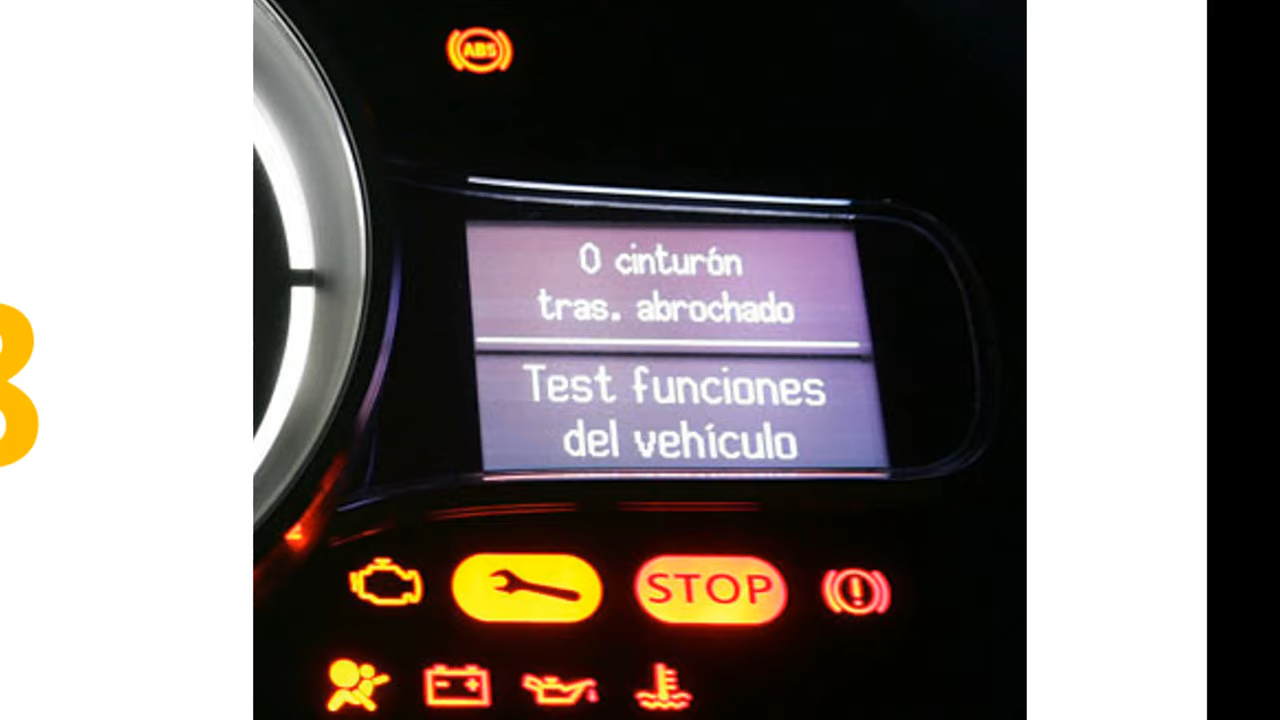 ABS
0 cinturón
tras. abrochado
Test funciones
del vehículo
STOP